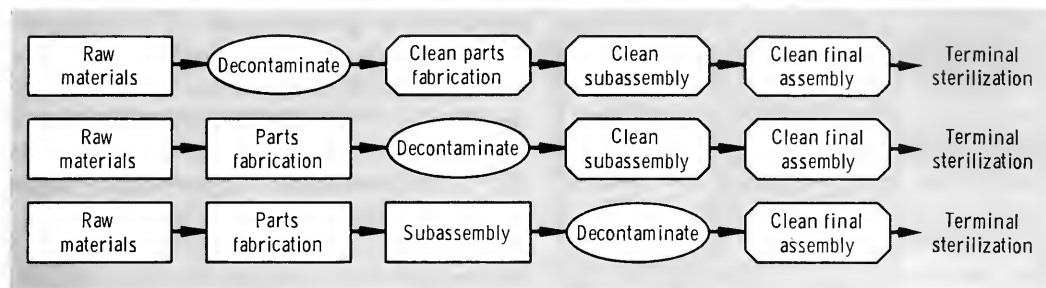 Raw
materials
Decontaminate
Clean parts
fabrication
Clean
subassembly
Clean final
assembly
Terminal
sterilization
Raw
materials
Parts
fabrication
Decontaminate
Clean
subassembly
Clean final
assembly
Terminal
sterilization
Raw
materials
Parts
fabrication
Subassembly
Decontaminate
Clean final
assembly
Terminal
sterilization